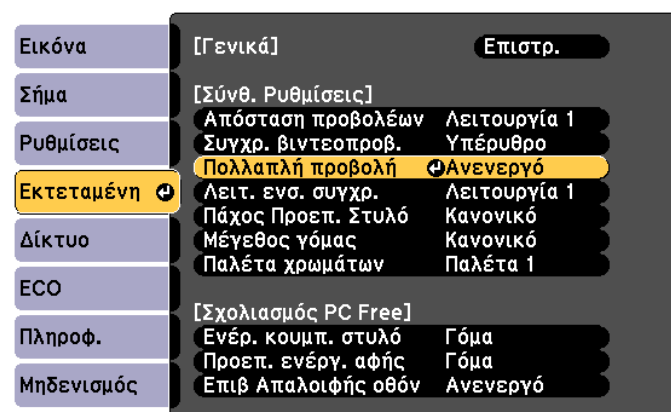 Εικόνα
Σήμα
Ρυθμίσεις
Εκτεταμένη
Δίκτυο
ECO
Πληροφ.
Μηδενισμός
[Γενικά] Επιστρ.
[Σύνθ. Ρυθμίσεις]
Απόσταση προβολέων Λειτουργία 1
Συγχρ. βιντεοπροβ. Υπέρυθρο
Πολλαπλή προβολή Ανενεργό
Λειτ. ενσ. συγχρ. Λειτουργία 1
Πάχος Προεπ. Στυλό Κανονικό
Μέγεθος γόμας Κανονικό
Παλέτα χρωμάτων Παλέτα 1
[Σχολιασμός PC Free]
Ενέρ. κουμπ. στυλό Γόμα
Προεπ. ενέργ. αφής Γόμα
Επιβ Απαλοιφής οθόν Ανενεργό